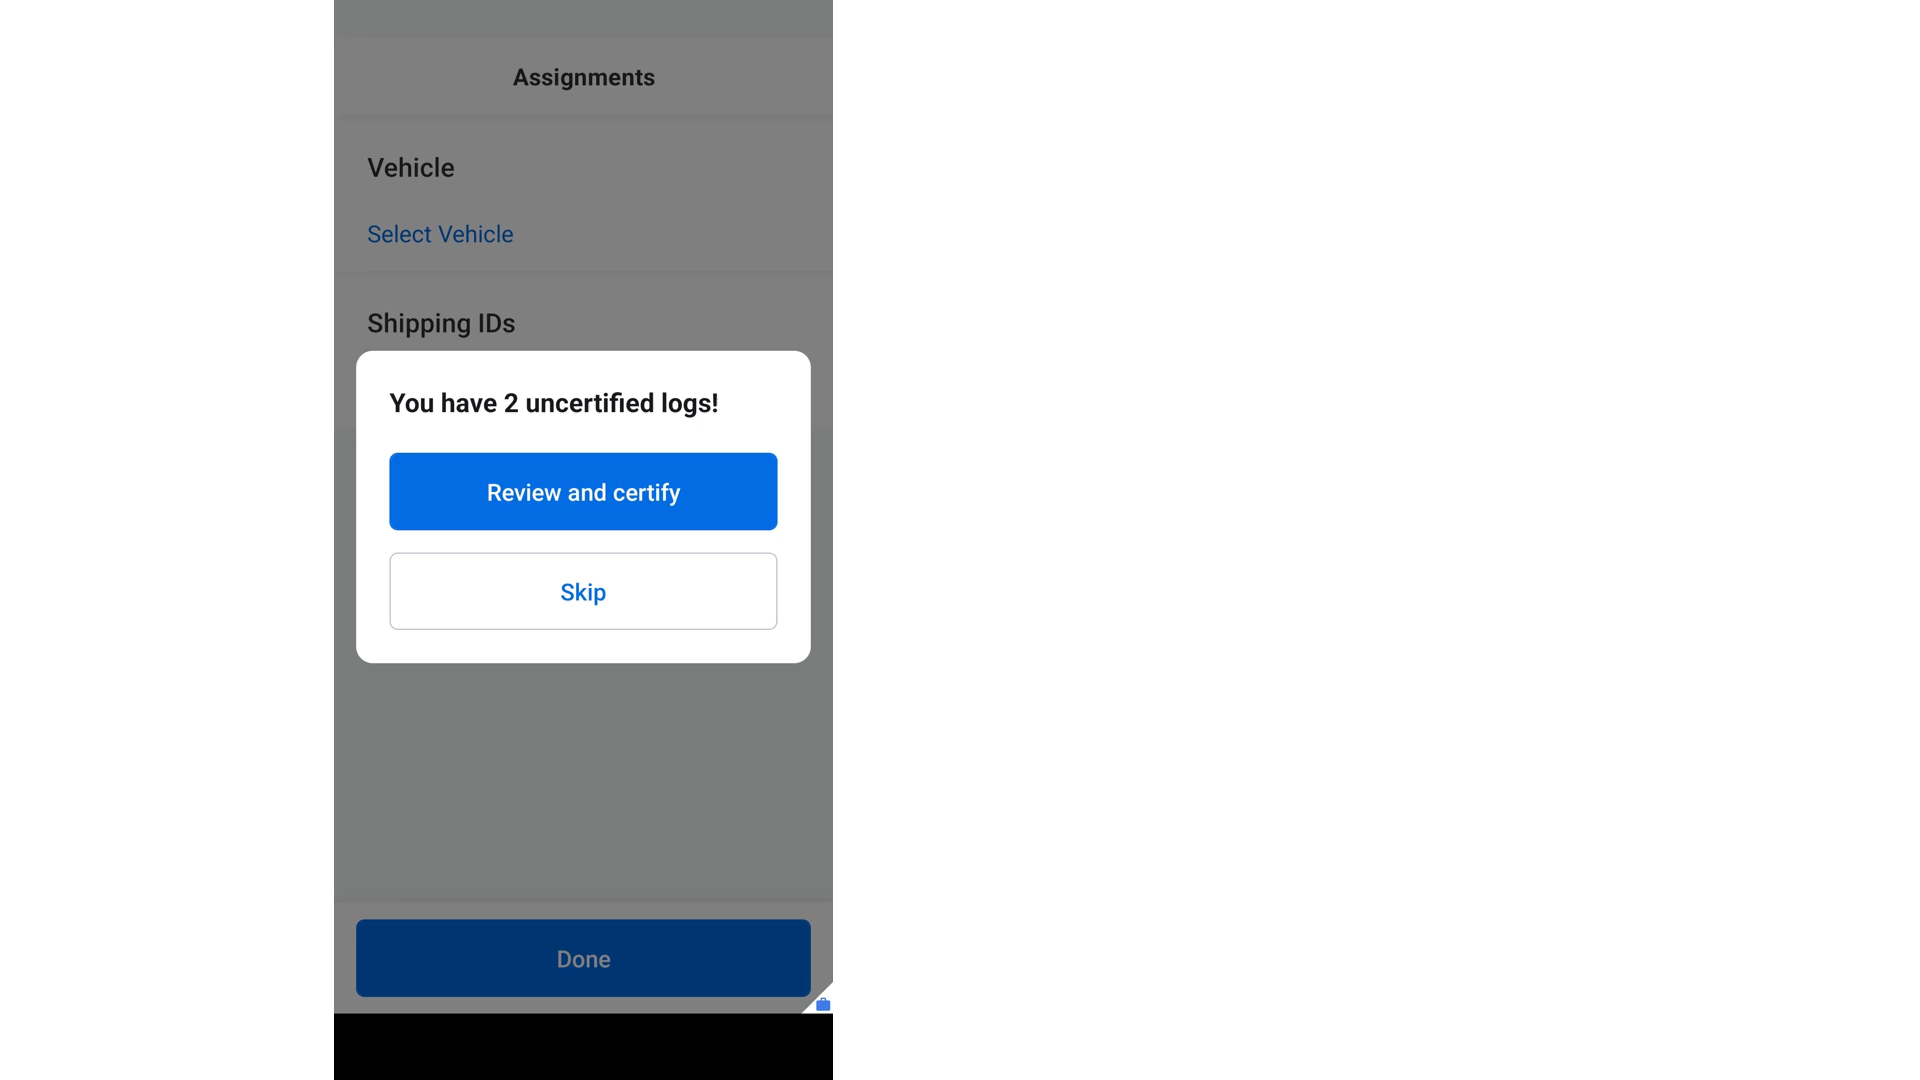 Assignments
Vehicle
Select Vehicle
Shipping IDs
You have 2 uncertified logs!
Review and certify
Skip
Done